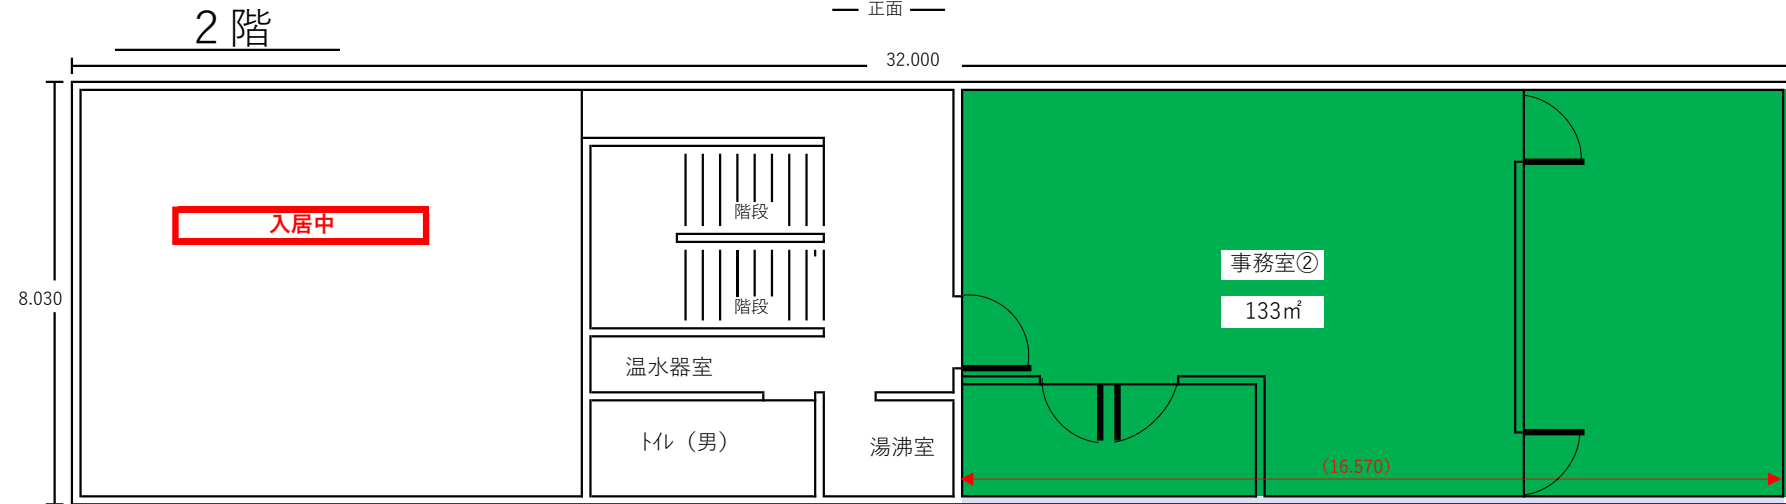 正面
2階
32.000
入居中
階段
事務室②
8.030
133㎡
階段
温水器室
ﾄｲﾚ（男）
湯沸室
(16.570)